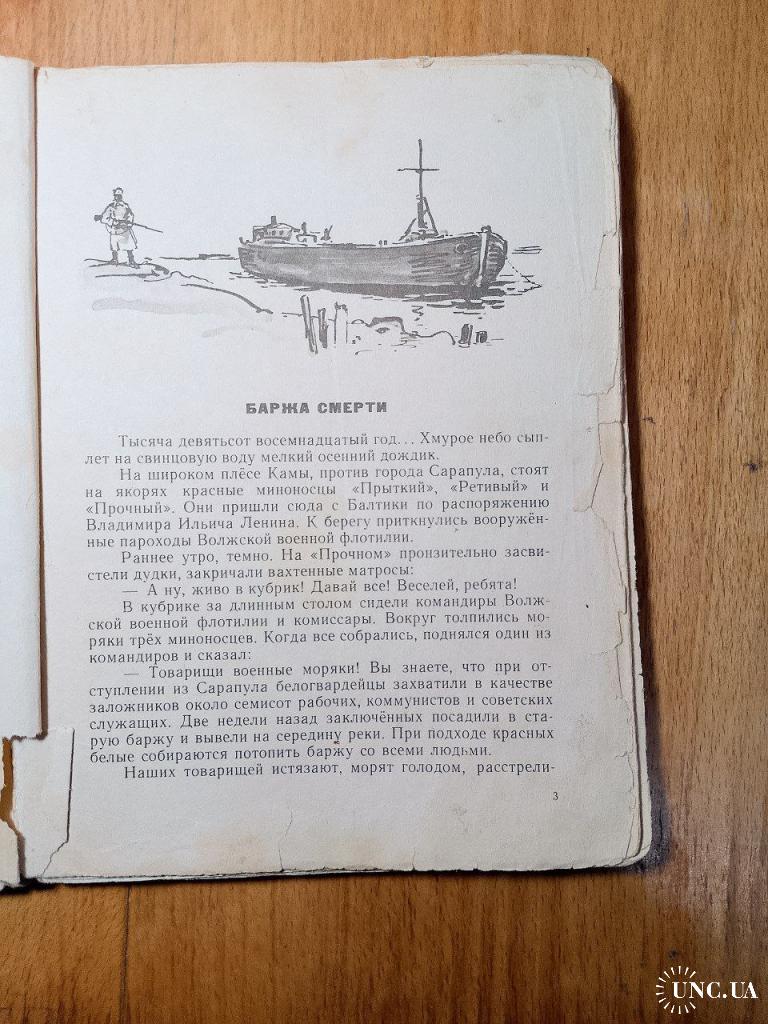 БАРЖА СМЕРТИ
Тысяча девятьсот восемнадцатый год... Хмурое небо сып-
лет на свинцовую воду мелкий осенний дождик.
На широком плёсе Камы, против города Сарапула, стоят
на якорях красные миноносцы «Прыткий», «Ретивый» и
«Прочный». Они пришли сюда с Балтики по распоряжению
Владимира Ильича Ленина. К берегу приткнулись вооружён-
ные пароходы Волжской военной флотилии.
Раннее утро, темно. На «Прочном» пронзительно засви-
стели дудки, закричали вахтенные матросы:
— А ну, живо в кубрик! Давай все! Веселей, ребята!
В кубрике за длинным столом сидели командиры Волж-
ской военной флотилии и комиссары. Вокруг толпились мо-
ряки трёх миноносцев. Когда все собрались, поднялся один из
командиров и сказал:
— Товарищи военные моряки! Вы знаете, что при от-
ступлении из Сарапула белогвардейцы захватили в качестве
заложников около семисот рабочих, коммунистов и советских
служащих. Две недели назад заключённых посадили в ста-
рую баржу и вывели на середину реки. При подходе красных
белые собираются потопить баржу со всеми людьми.
Наших товарищей истязают, морят голодом, расстрели-
3
UNC.UA